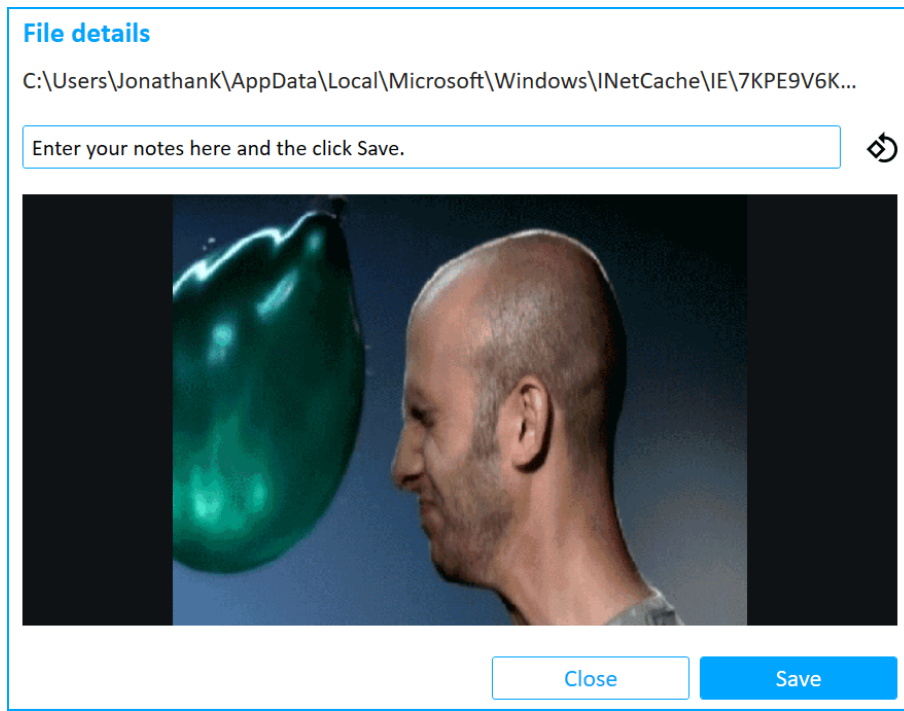 File details
C:\Users\JonathanK\AppData\Local\Microsoft\Windows\INetCache\IE\7KPE9V6K...
Enter your notes here and the click Save.
Close
Save